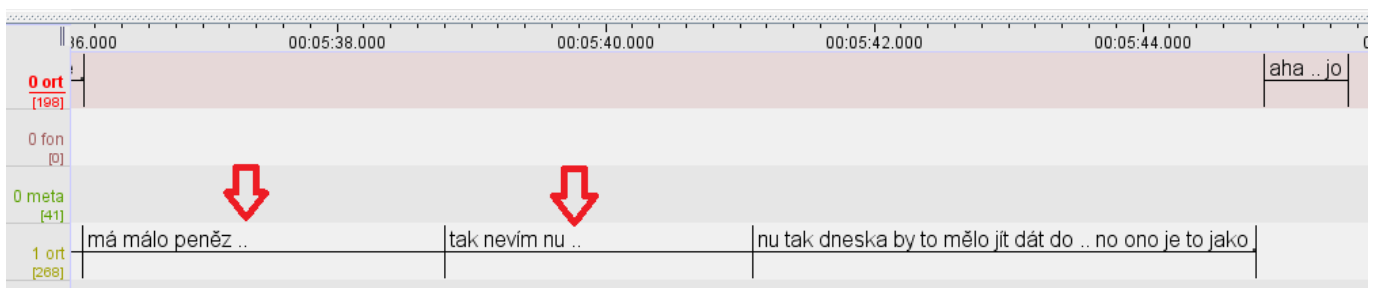 36.000 00:05:38.000 00:05:40.000 00:05:42.000 00:05:44.000
aha .. jo
0 ort
[198]
0 fon
[0]
0 meta
[41]
má málo peněz .. tak nevím nu .. nu tak dneska by to mělo jít dát do .. no ono je to jako
1 ort
[268]